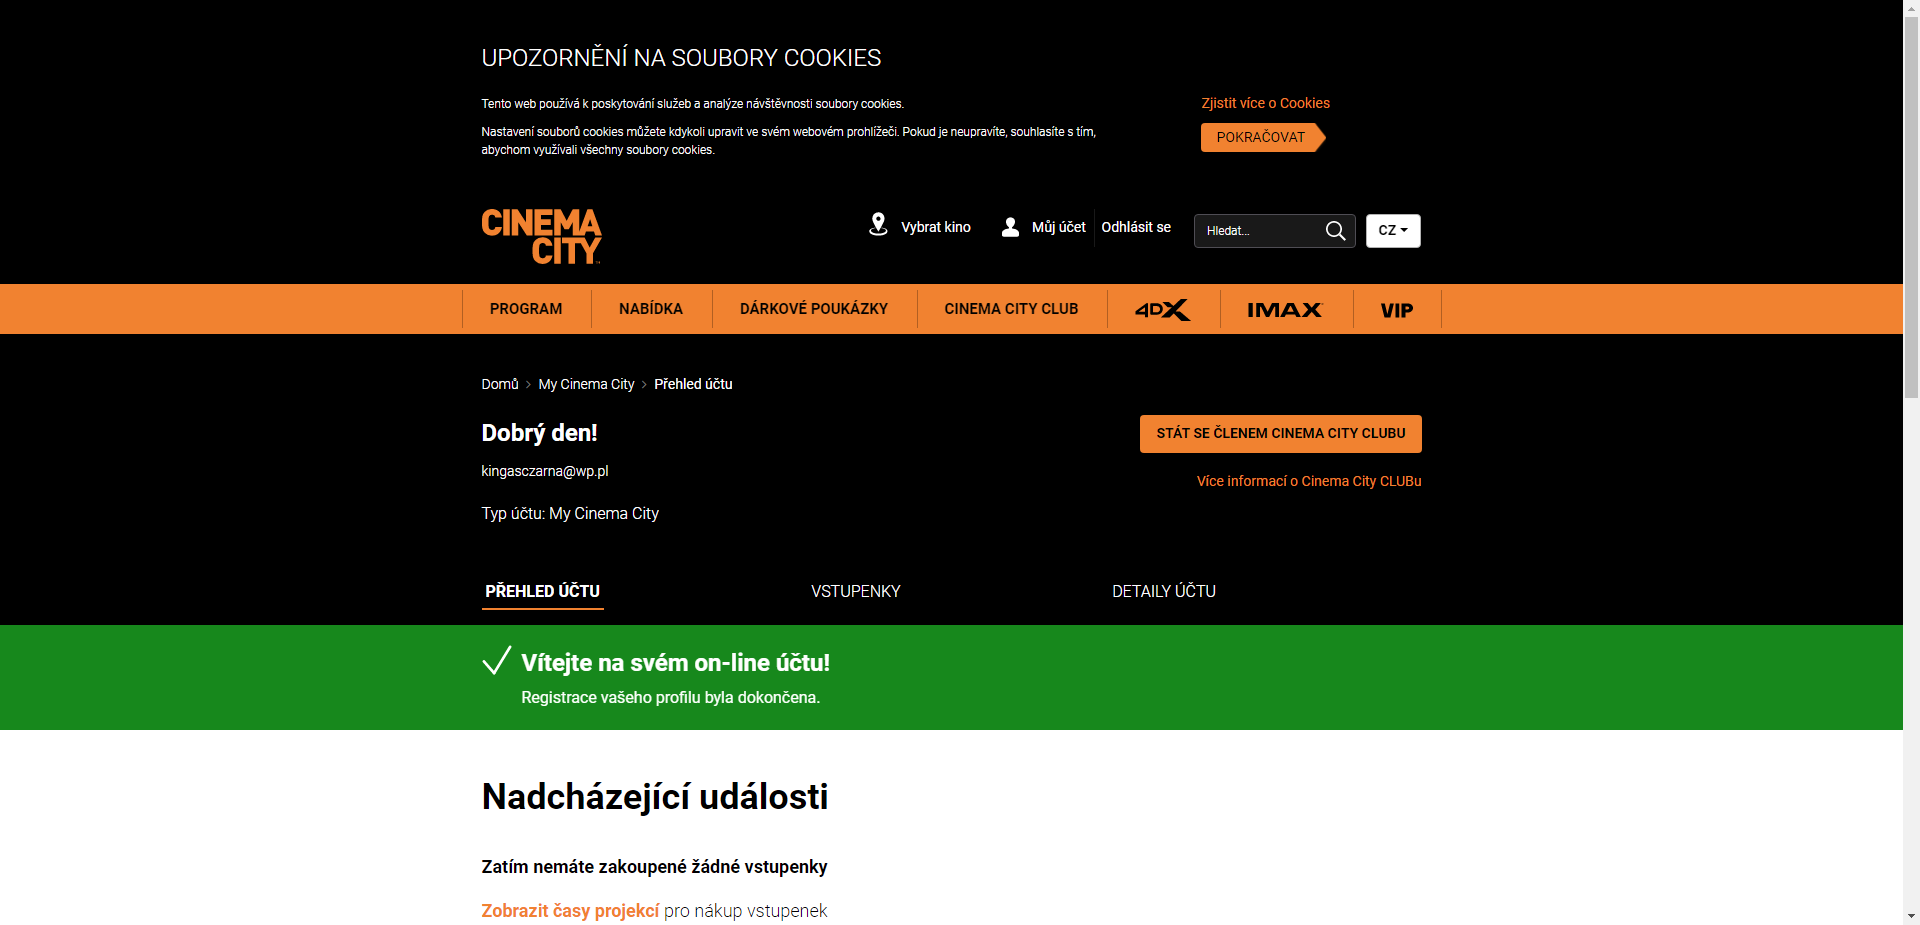 UPOZORNĚNÍ NA SOUBORY COOKIES
Tento web používá k poskytování služeb a analýze návštěvnosti soubory cookies.
Nastavení souborů cookies můžete kdykoli upravit ve svém webovém prohlížeči. Pokud je neupravíte, souhlasíte s tím,
abychom využívali všechny soubory cookies.
Zjistit více o Cookies
POKRAČOVAT
CINEMA
CITY
Vybrat kino
Můj účet
Odhlásit se
Hledat...
CZ
PROGRAM
NABÍDKA
DÁRKOVÉ POUKÁZKY
CINEMA CITY CLUB
4DX
IMAX
VIP
Domů > My Cinema City > Přehled účtu
Dobrý den!
kingasczarna@wp.pl
Typ účtu: My Cinema City
STÁT SE ČLENEM CINEMA CITY CLUBU
Více informací o Cinema City CLUBu
PŘEHLED ÚČTU
VSTUPENKY
DETAILY ÚČTU
Vítejte na svém on-line účtu!
Registrace vašeho profilu byla dokončena.
Nadcházející události
Zatím nemáte zakoupené žádné vstupenky
Zobrazit časy projekcí pro nákup vstupenek